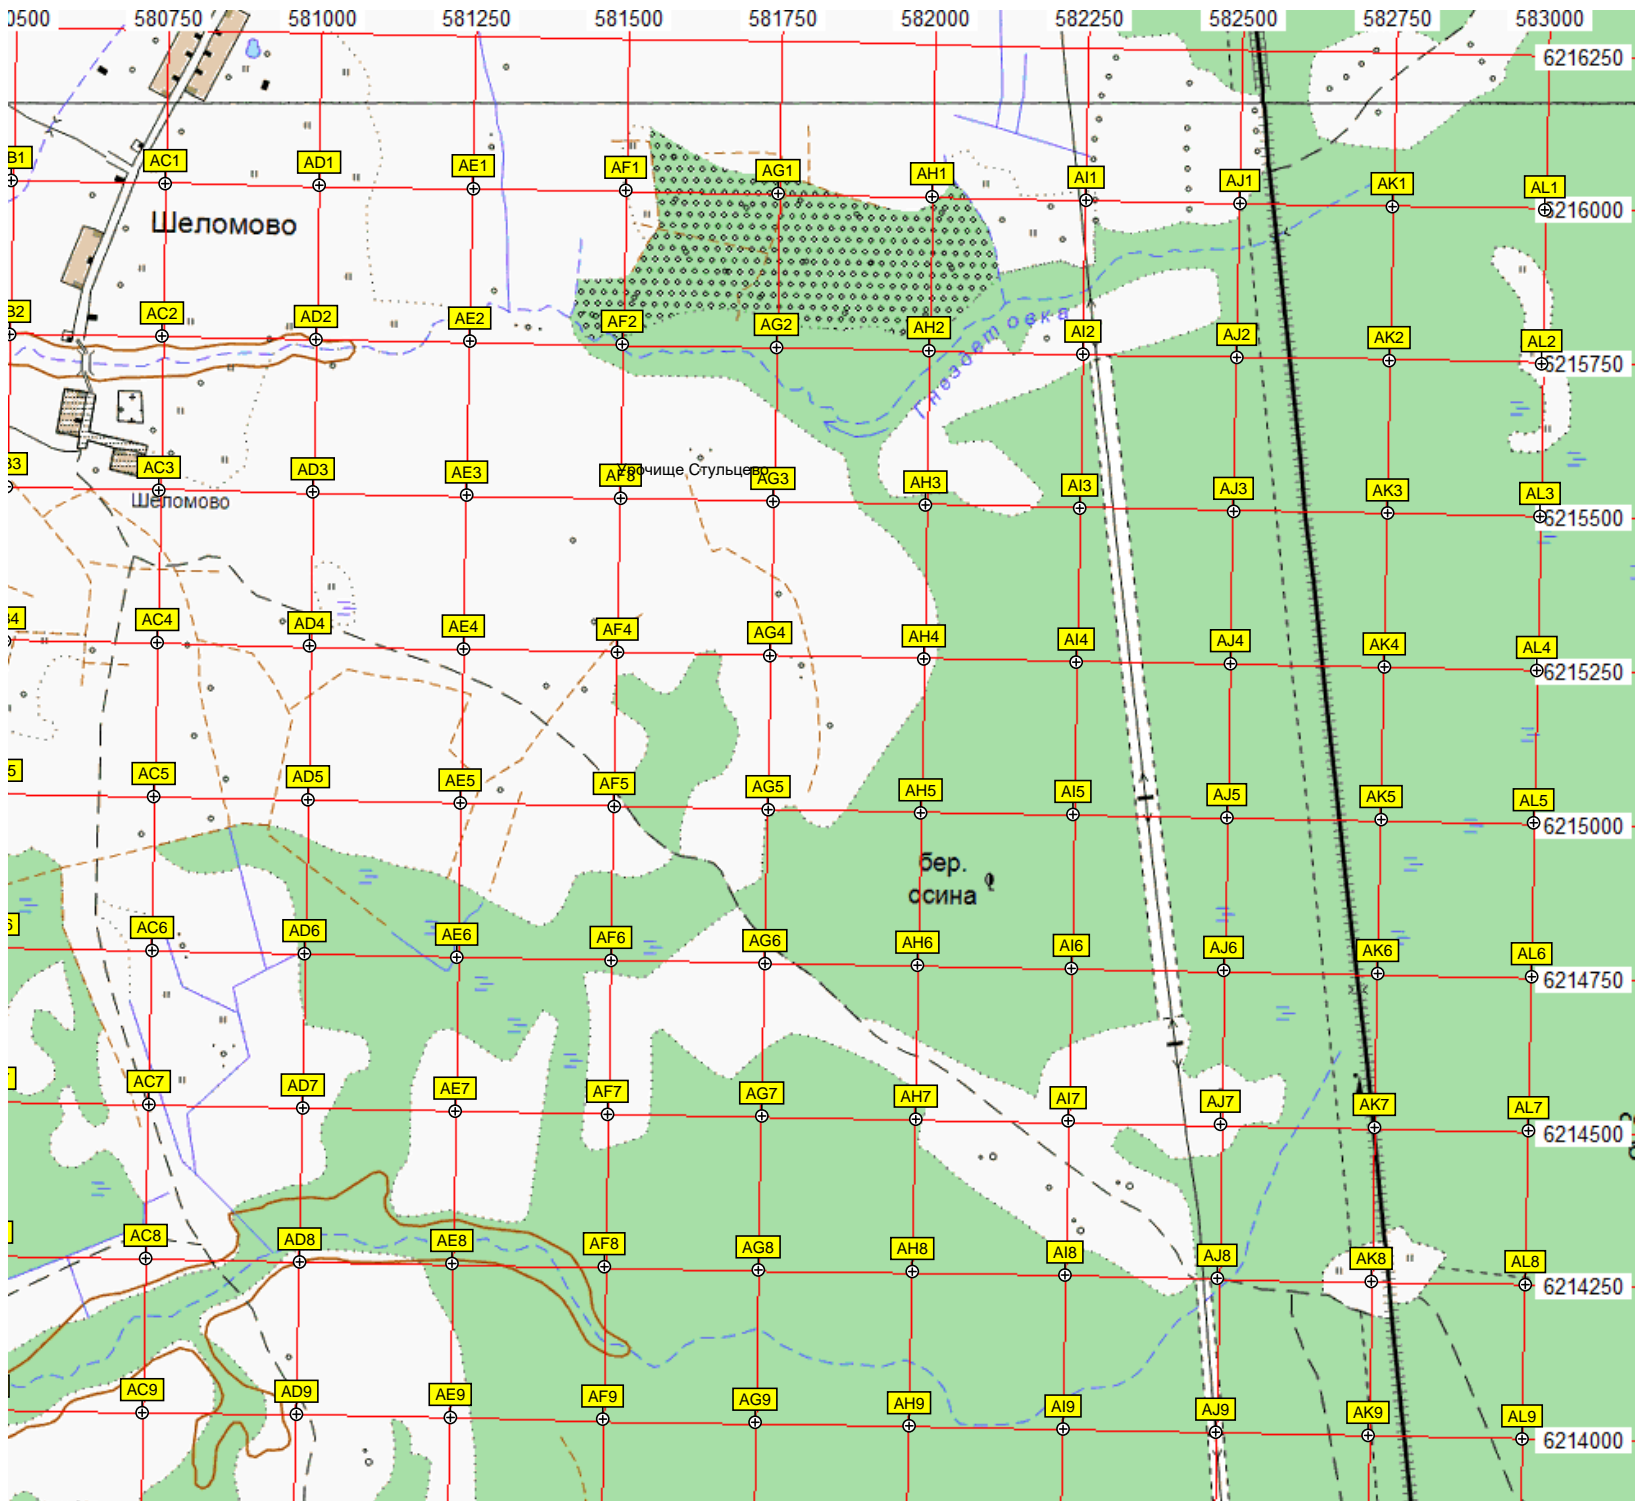 580750 581000 581250 581500 581750 582000 582250 582500 582750 583000
6216250
B1 AC1 AD1 AE1 AF1 AG1 AH1 AI1 AJ1 AK1 AL1
6216000
Шеломово
B2 AC2 AD2 AE2 AF2 AG2 AH2 AI2 AJ2 AK2 AL2
Гнездетовка
6215750
AC3 AD3 AE3 AF3 AG3 AH3 AI3 AJ3 AK3 AL3
Урочище Стульцево
Шеломово
6215500
AC4 AD4 AE4 AF4 AG4 AH4 AI4 AJ4 AK4 AL4
6215250
AC5 AD5 AE5 AF5 AG5 AH5 AI5 AJ5 AK5 AL5
6215000
бер.
ссина
AC6 AD6 AE6 AF6 AG6 AH6 AI6 AJ6 AK6 AL6
6214750
AC7 AD7 AE7 AF7 AG7 AH7 AI7 AJ7 AK7 AL7
6214500
AC8 AD8 AE8 AF8 AG8 AH8 AI8 AJ8 AK8 AL8
6214250
AC9 AD9 AE9 AF9 AG9 AH9 AI9 AJ9 AK9 AL9
6214000